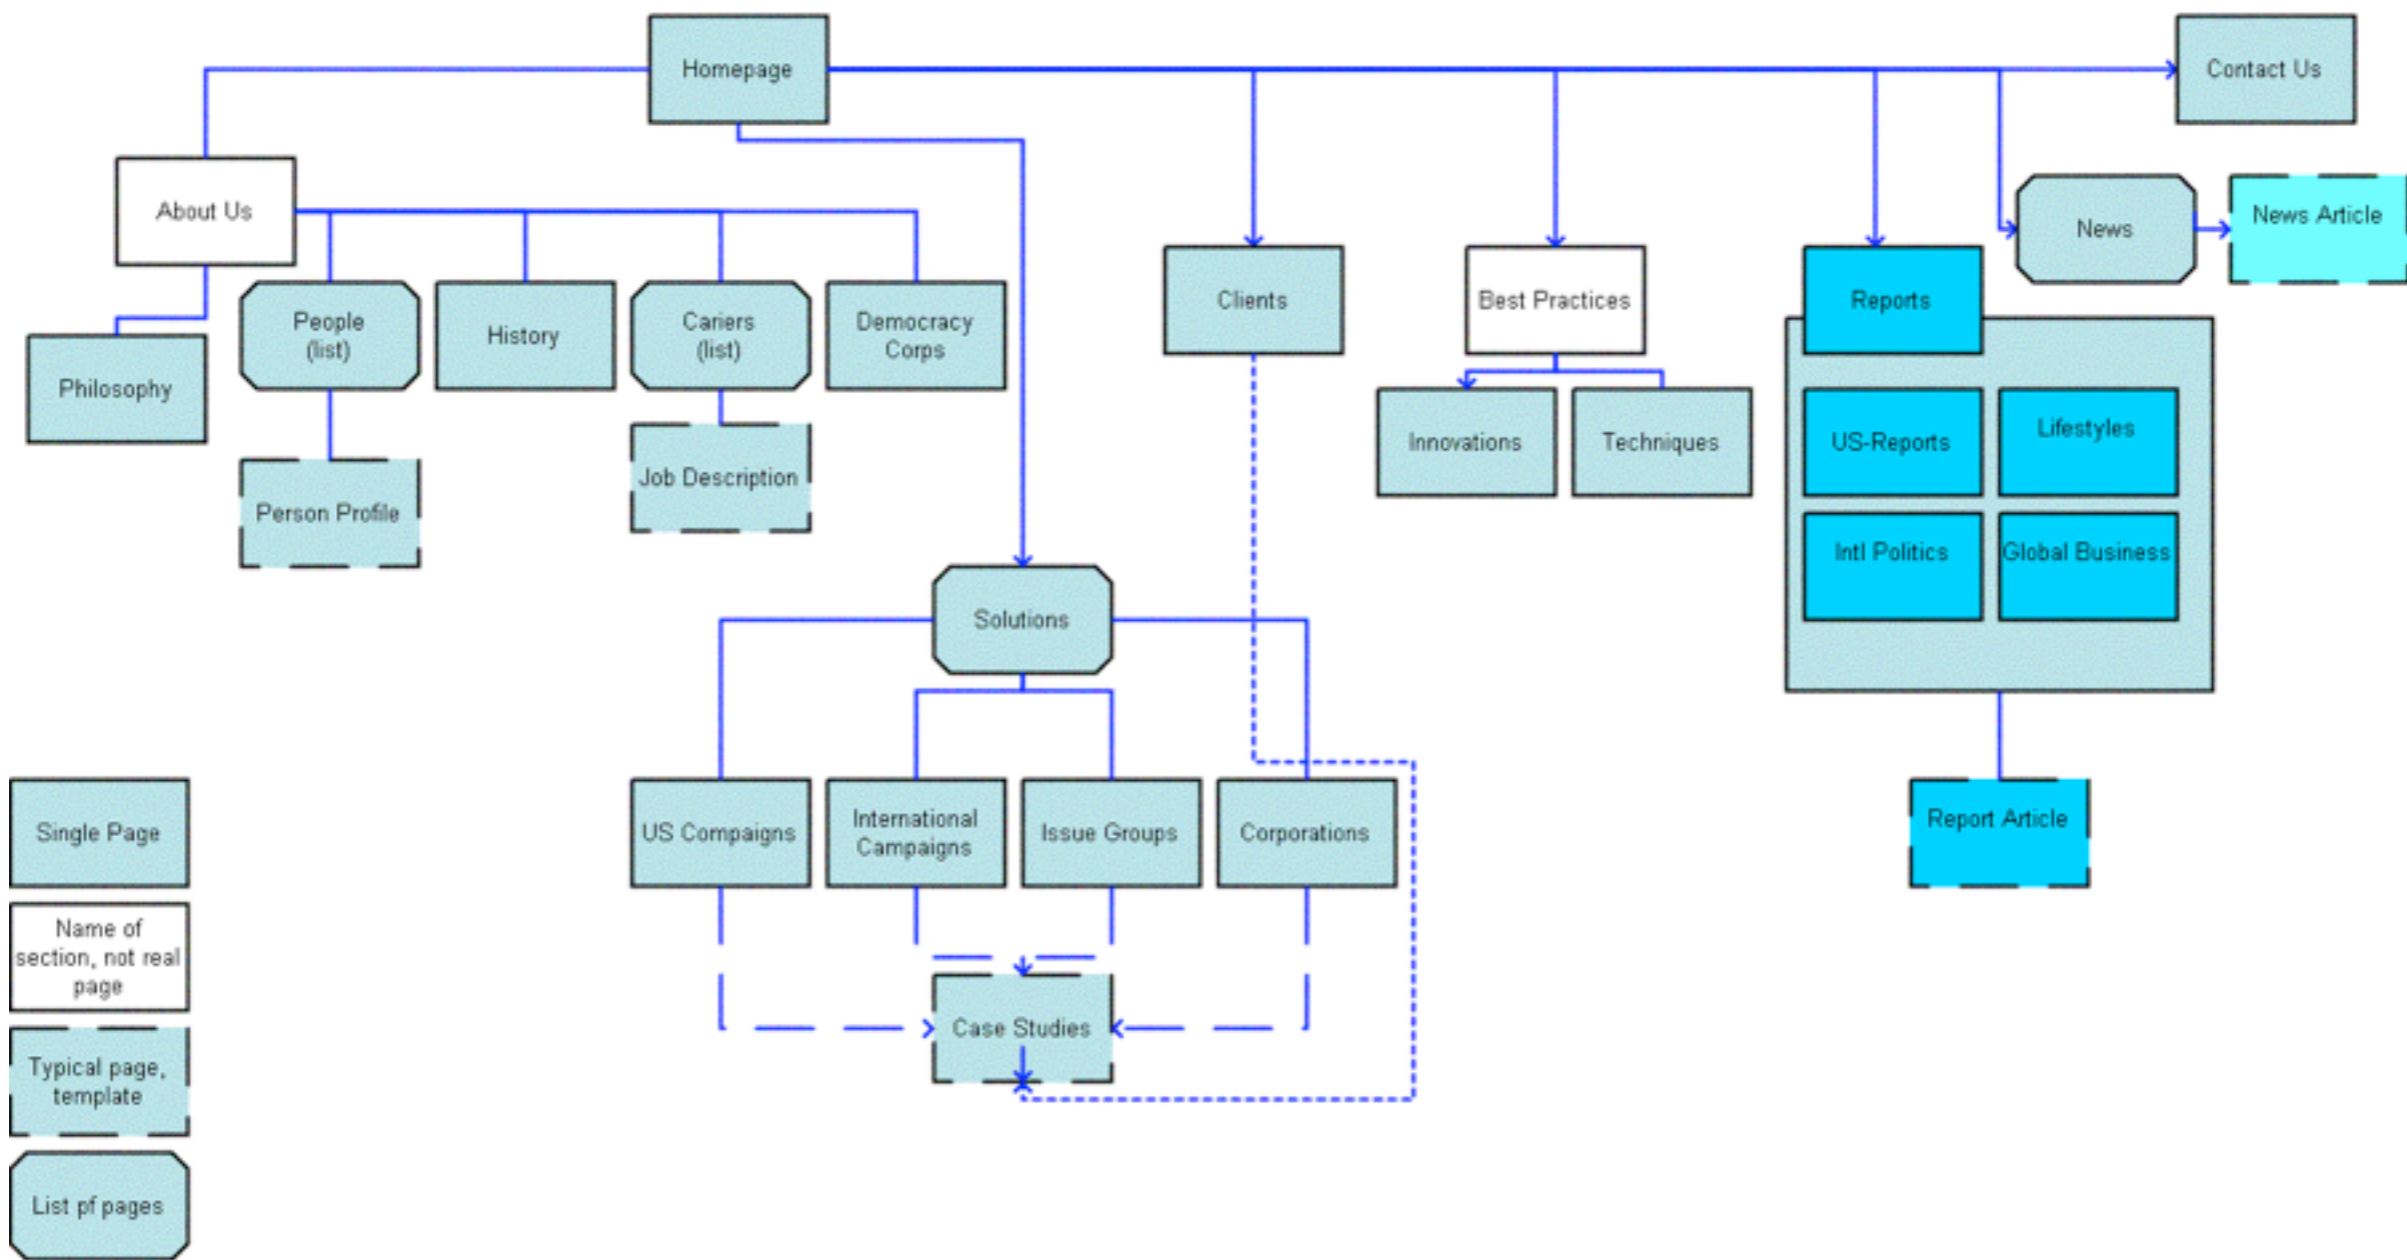 Homepage
Contact Us
About Us
News
News Article
People
(list)
History
Cariers
(list)
Democracy
Corps
Clients
Best Practices
Reports
Philosophy
Person Profile
Job Description
Innovations
Techniques
US-Reports
Lifestyles
Intl Politics
Global Business
Solutions
US Compaigns
International
Campaigns
Issue Groups
Corporations
Report Article
Case Studies
Single Page
Name of
section, not real
page
Typical page,
template
List pf pages